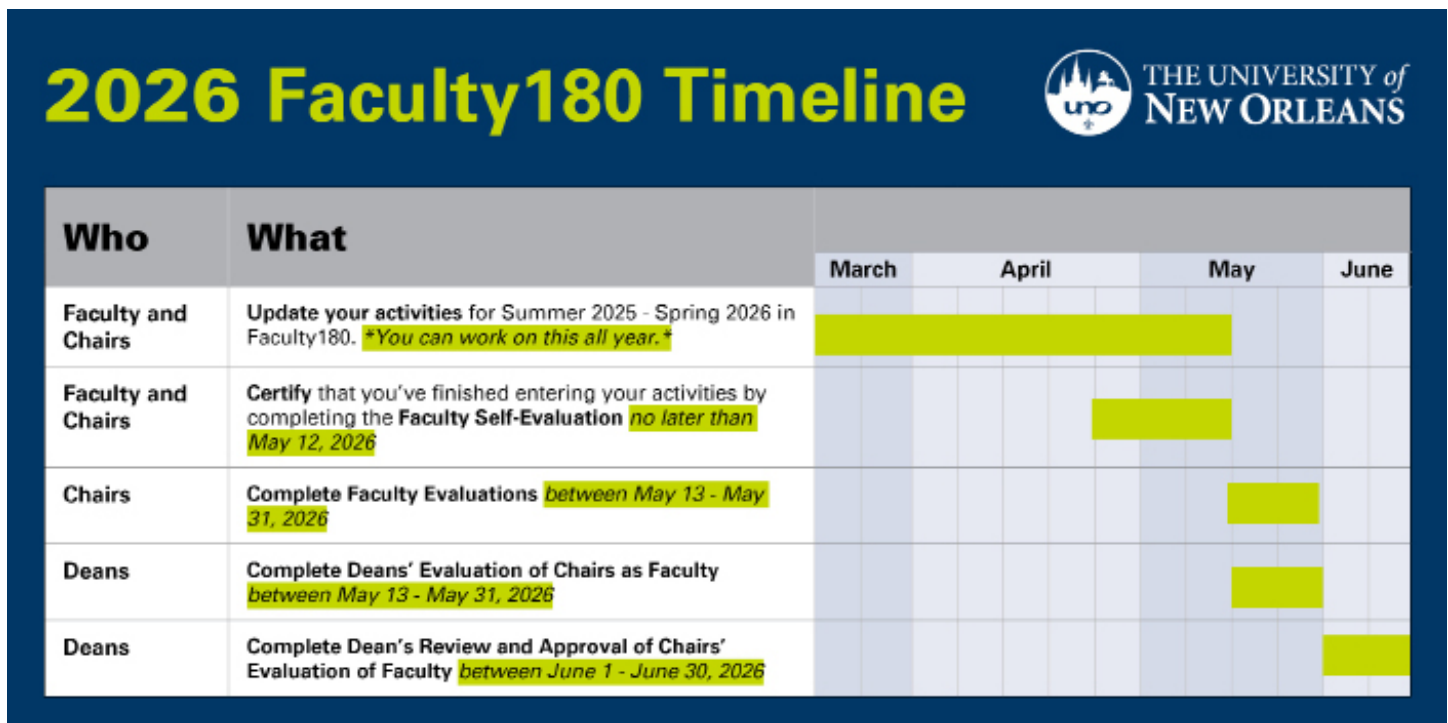 2026 Faculty180 Timeline
uno
THE UNIVERSITY of
NEW ORLEANS
Who
What
March
April
May
June
Faculty and
Chairs
Update your activities for Summer 2025 - Spring 2026 in
Faculty180. *You can work on this all year.*
Faculty and
Chairs
Certify that you've finished entering your activities by
completing the Faculty Self-Evaluation no later than
May 12, 2026
Chairs
Complete Faculty Evaluations between May 13 - May
31, 2026
Deans
Complete Deans' Evaluation of Chairs as Faculty
between May 13 - May 31, 2026
Deans
Complete Dean's Review and Approval of Chairs'
Evaluation of Faculty between June 1 - June 30, 2026